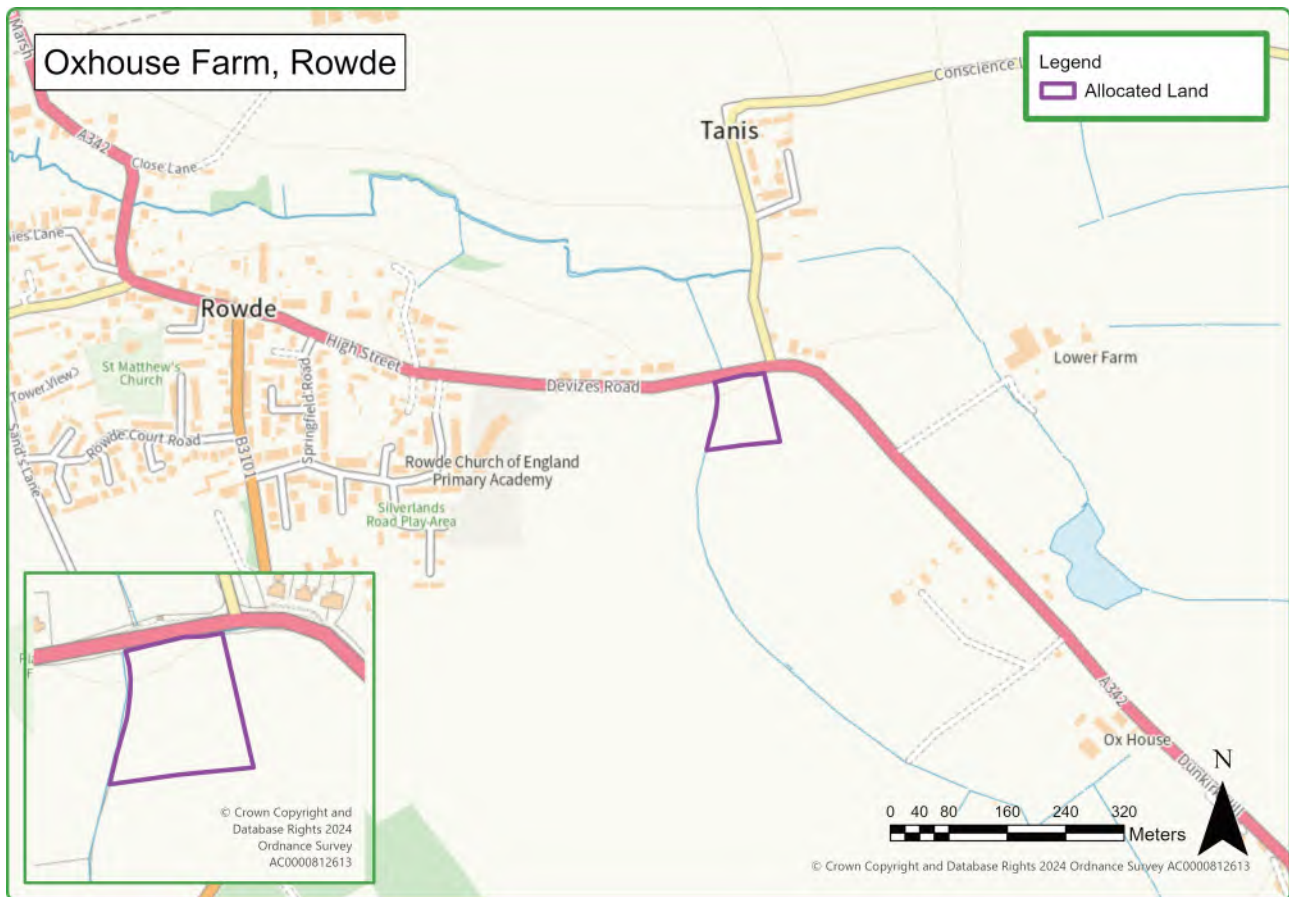 Oxhouse Farm, Rowde
Legend
Allocated Land
Marsh
A342
Close Lane
Conscience
Tanis
ies Lane
Rowde
High Street
Devizes Road
Lower Farm
St Matthew's
Church
Tower View
Springfield Road
Rowde Court Road
B3101
Sand's Lane
Rowde Church of England
Primary Academy
Silverlands
Road Play Area
A342
Ox House
Dunkirk
N
0 40 80 160 240 320
Meters
© Crown Copyright and Database Rights 2024 Ordnance Survey AC0000812613
© Crown Copyright and
Database Rights 2024
Ordnance Survey
AC0000812613